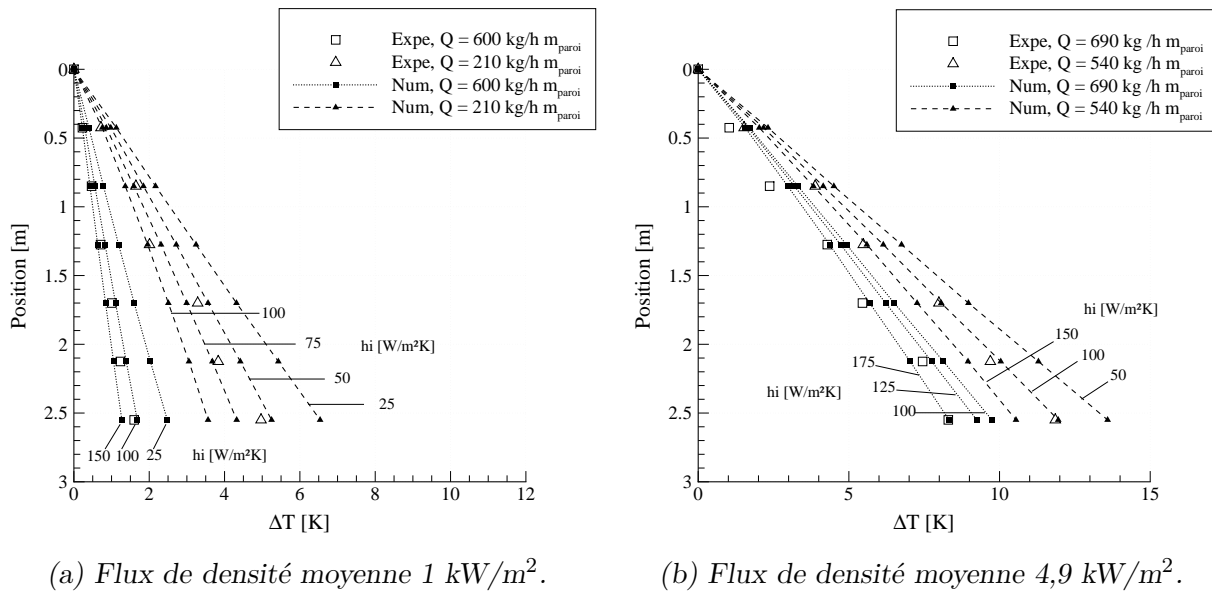 Expe, Q = 600 kg/h m_paroi
Expe, Q = 210 kg/h m_paroi
Num, Q = 600 kg/h m_paroi
Num, Q = 210 kg/h m_paroi
0
0.5
1
1.5
2
2.5
3
Position [m]
100
75
hi [W/m²K]
50
25
150
100
25
hi [W/m²K]
0 2 4 6 8 10 12
ΔT [K]
(a) Flux de densité moyenne 1 kW/m².
Expe, Q = 690 kg /h m_paroi
Expe, Q = 540 kg /h m_paroi
Num, Q = 690 kg /h m_paroi
Num, Q = 540 kg /h m_paroi
0
0.5
1
1.5
2
2.5
3
Position [m]
hi [W/m²K]
150
100
50
175
hi [W/m²K]
125
100
0 5 10 15
ΔT [K]
(b) Flux de densité moyenne 4,9 kW/m².